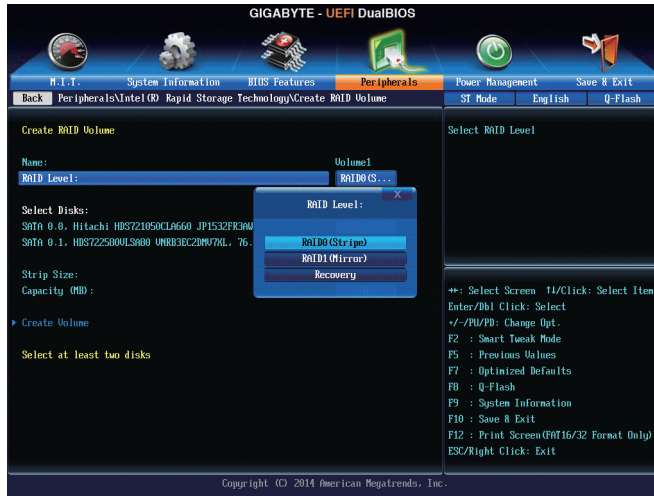 GIGABYTE - UEFI DualBIOS
M.I.T. System Information BIOS Features Peripherals Power Management Save & Exit
Back Peripherals\Intel(R) Rapid Storage Technology\Create RAID Volume ST Mode English Q-Flash
Create RAID Volume
Name: Volume1
RAID Level: RAID0(S...
Select Disks:
SATA 0.0, Hitachi HDS721050CLA660 JP1532FR3AW
SATA 0.1, HDS722580VLSA80 VNRB3EC2DMV7XL, 76.
Strip Size:
Capacity (MB):
Create Volume
Select at least two disks
X
RAID Level:
RAID0(Stripe)
RAID1(Mirror)
Recovery
Select RAID Level
↔: Select Screen ↑↓/Click: Select Item
Enter/Dbl Click: Select
+/-/PU/PD: Change Opt.
F2 : Smart Tweak Mode
F5 : Previous Values
F7 : Optimized Defaults
F8 : Q-Flash
F9 : System Information
F10 : Save & Exit
F12 : Print Screen(FAT16/32 Format Only)
ESC/Right Click: Exit
Copyright (C) 2014 American Megatrends, Inc.